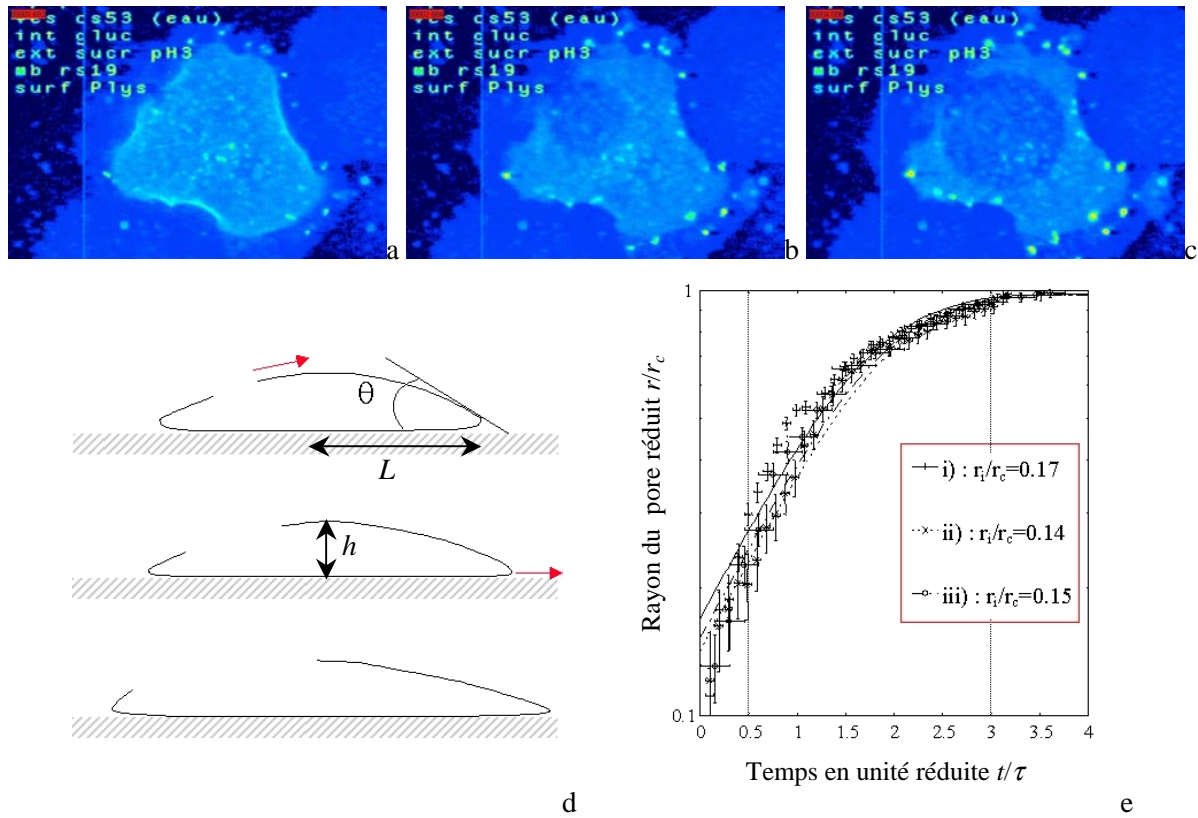 cs53 (eau)
int gluc
ext sucr pH3
mb rs19
surf Plys
a
cs53 (eau)
int gluc
ext sucr pH3
mb rs19
surf Plys
b
cs53 (eau)
int gluc
ext sucr pH3
mb rs19
surf Plys
c
θ
L
h
d
Rayon du pore réduit r/rc
1
0.1
i) : ri/rc=0.17
ii) : ri/rc=0.14
iii) : ri/rc=0.15
0 0.5 1 1.5 2 2.5 3 3.5 4
Temps en unité réduite t/τ
e